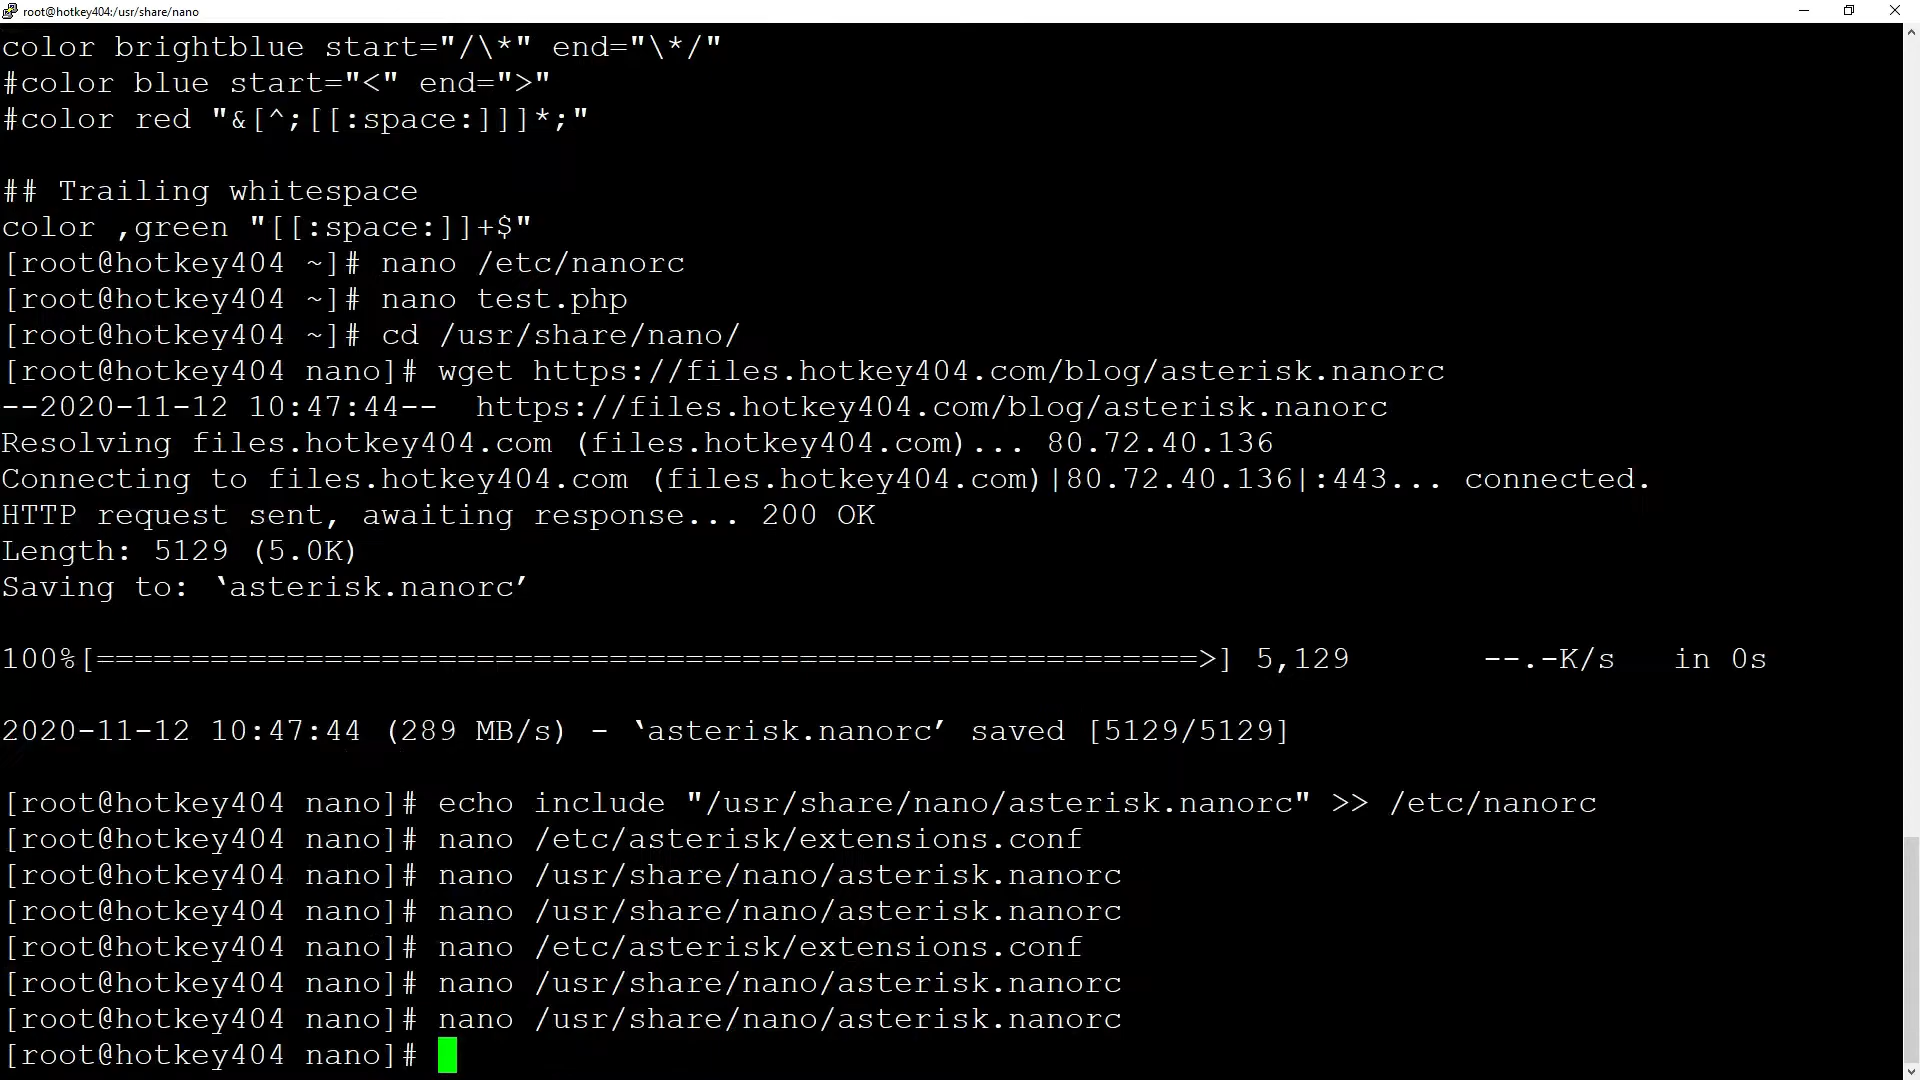 root@hotkey404:/usr/share/nano
color brightblue start="/\*" end="\*/"
#color blue start="<" end=">"
#color red "&[^;[[:space:]]]*;"
## Trailing whitespace
color ,green "[[:space:]]+$"
[root@hotkey404 ~]# nano /etc/nanorc
[root@hotkey404 ~]# nano test.php
[root@hotkey404 ~]# cd /usr/share/nano/
[root@hotkey404 nano]# wget https://files.hotkey404.com/blog/asterisk.nanorc
--2020-11-12 10:47:44--  https://files.hotkey404.com/blog/asterisk.nanorc
Resolving files.hotkey404.com (files.hotkey404.com)... 80.72.40.136
Connecting to files.hotkey404.com (files.hotkey404.com)|80.72.40.136|:443... connected.
HTTP request sent, awaiting response... 200 OK
Length: 5129 (5.0K)
Saving to: ‘asterisk.nanorc’
100%[==========================================================>] 5,129       --.-K/s   in 0s
2020-11-12 10:47:44 (289 MB/s) - ‘asterisk.nanorc’ saved [5129/5129]
[root@hotkey404 nano]# echo include "/usr/share/nano/asterisk.nanorc" >> /etc/nanorc
[root@hotkey404 nano]# nano /etc/asterisk/extensions.conf
[root@hotkey404 nano]# nano /usr/share/nano/asterisk.nanorc
[root@hotkey404 nano]# nano /usr/share/nano/asterisk.nanorc
[root@hotkey404 nano]# nano /etc/asterisk/extensions.conf
[root@hotkey404 nano]# nano /usr/share/nano/asterisk.nanorc
[root@hotkey404 nano]# nano /usr/share/nano/asterisk.nanorc
[root@hotkey404 nano]#